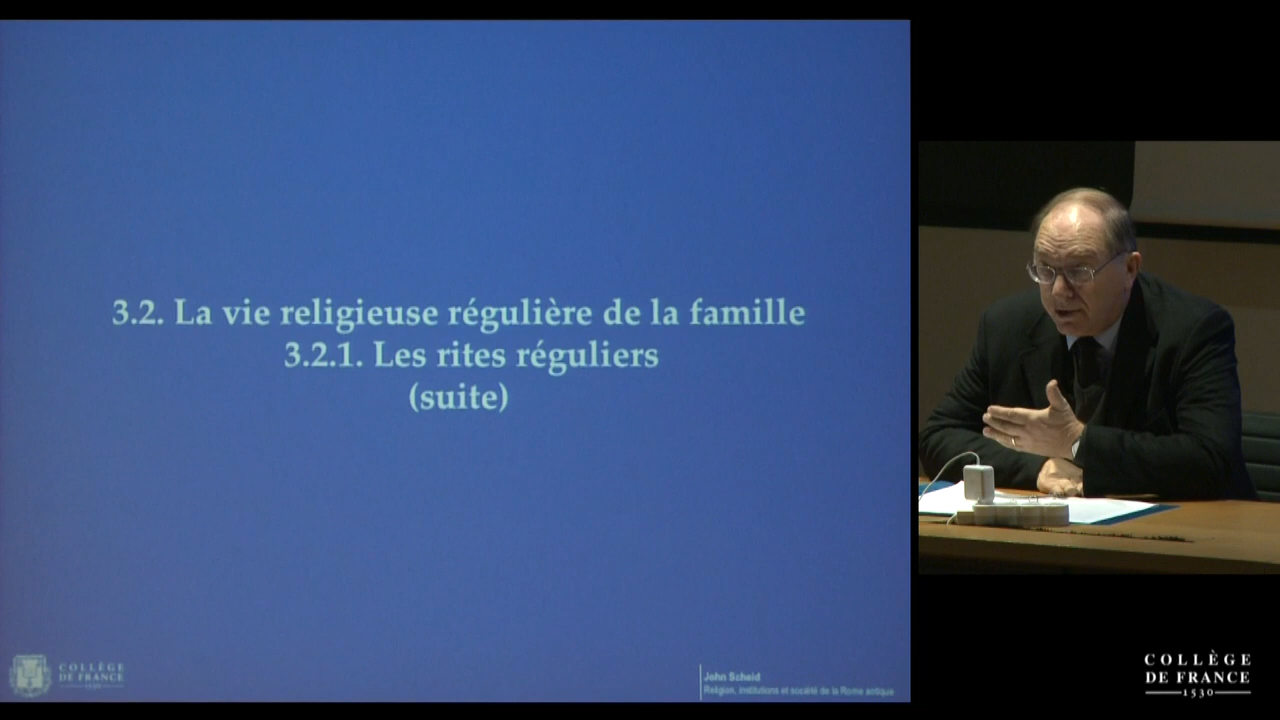 3.2. La vie religieuse régulière de la famille
3.2.1. Les rites réguliers
(suite)
COLLÈGE
DE FRANCE
1530
John Scheid
Religion, institutions et société de la Rome antique
COLLÈGE
DE FRANCE
1530